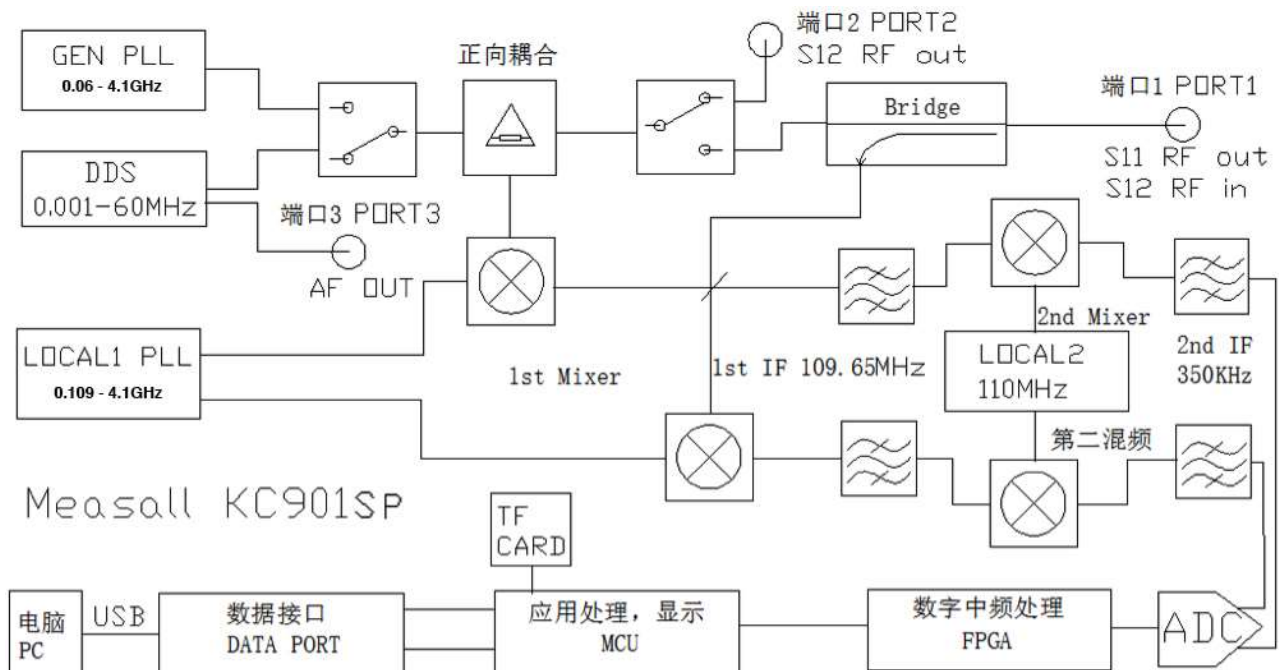 GEN PLL
0.06 - 4.1GHz
正向耦合
端口2 PORT2
S12 RF out
Bridge
端口1 PORT1
S11 RF out
S12 RF in
DDS
0.001-60MHz
端口3 PORT3
AF OUT
LOCAL1 PLL
0.109 - 4.1GHz
1st Mixer
1st IF 109.65MHz
2nd Mixer
LOCAL2
110MHz
2nd IF
350KHz
第二混频
Measall KC901SP
TF
CARD
电脑
PC
USB
数据接口
DATA PORT
应用处理，显示
MCU
数字中频处理
FPGA
ADC